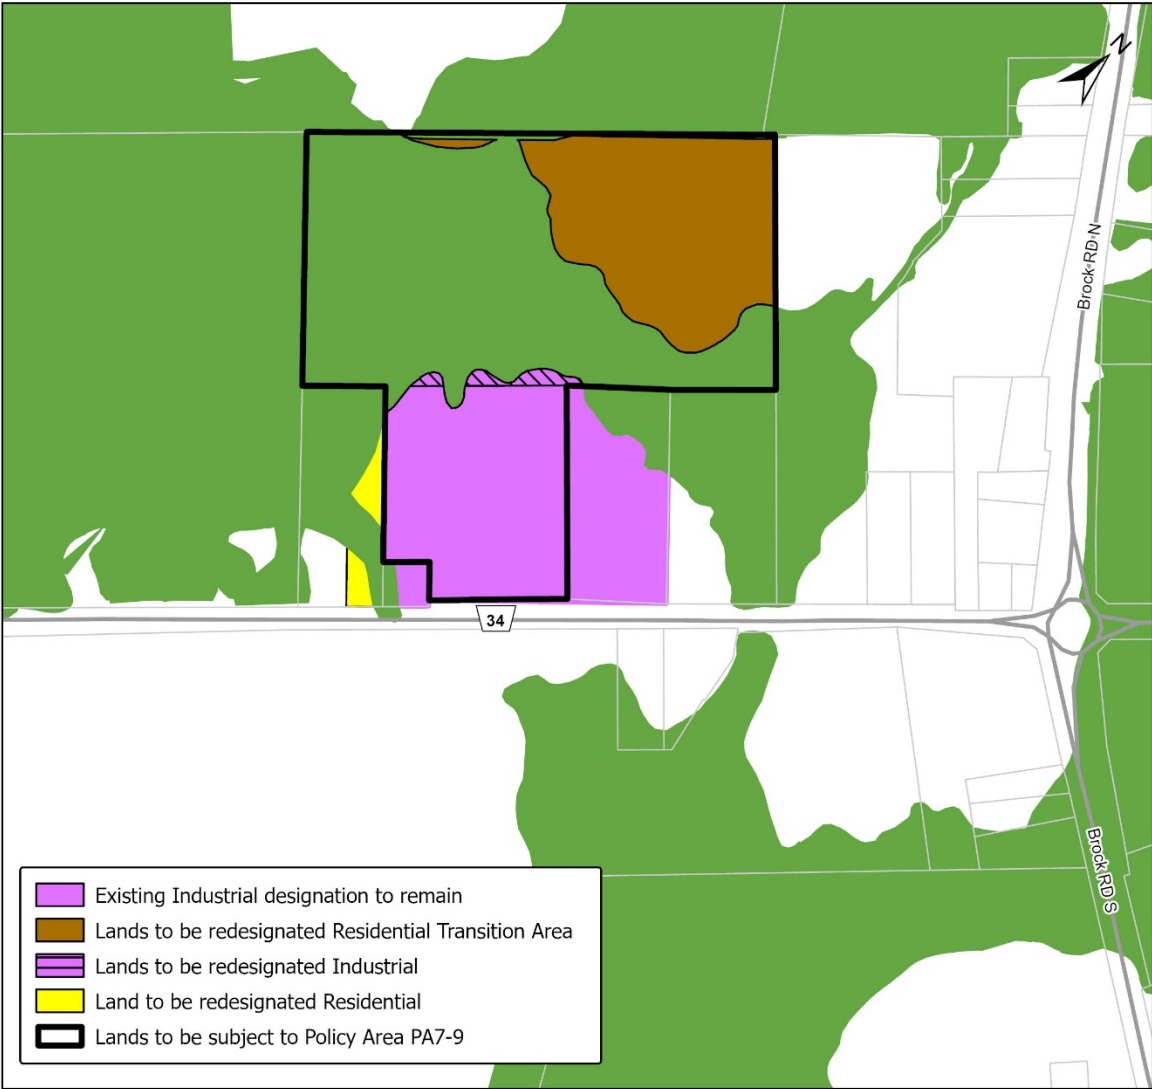 N
Brock RD N
34
Brock RD S
Existing Industrial designation to remain
Lands to be redesignated Residential Transition Area
Lands to be redesignated Industrial
Land to be redesignated Residential
Lands to be subject to Policy Area PA7-9